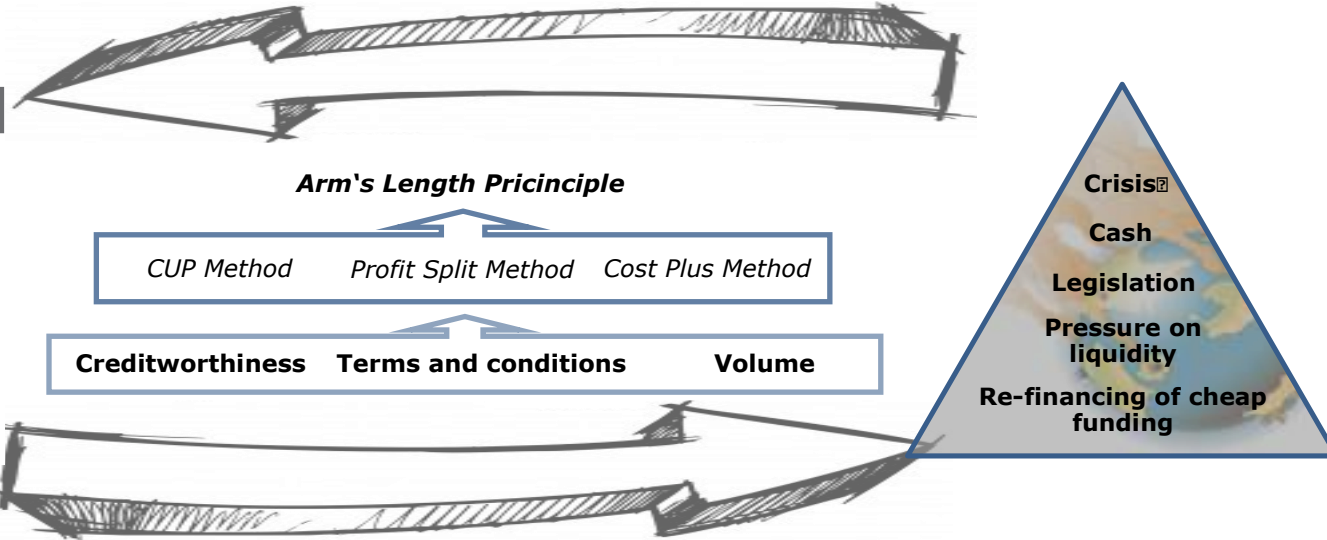 Arm‘s Length Pricinciple
CUP Method Profit Split Method Cost Plus Method
Creditworthiness Terms and conditions Volume
Crisis
Cash
Legislation
Pressure on
liquidity
Re-financing of cheap
funding